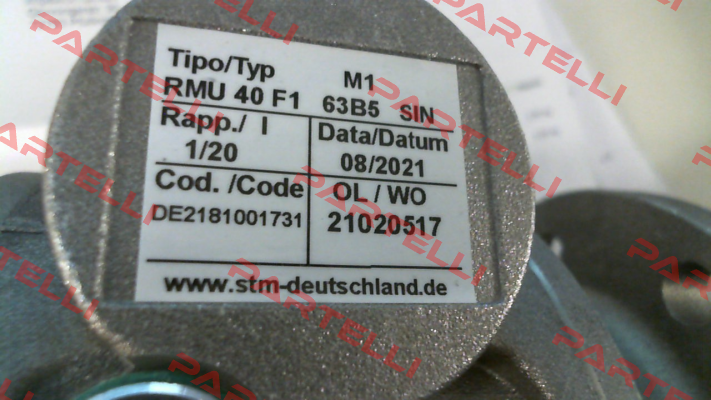 Tipo/Typ M1
RMU 40 F1 63B5 SIN
Rapp./ I Data/Datum
1/20 08/2021
Cod. /Code OL / WO
DE2181001731 21020517
www.stm-deutschland.de
PARTELLI